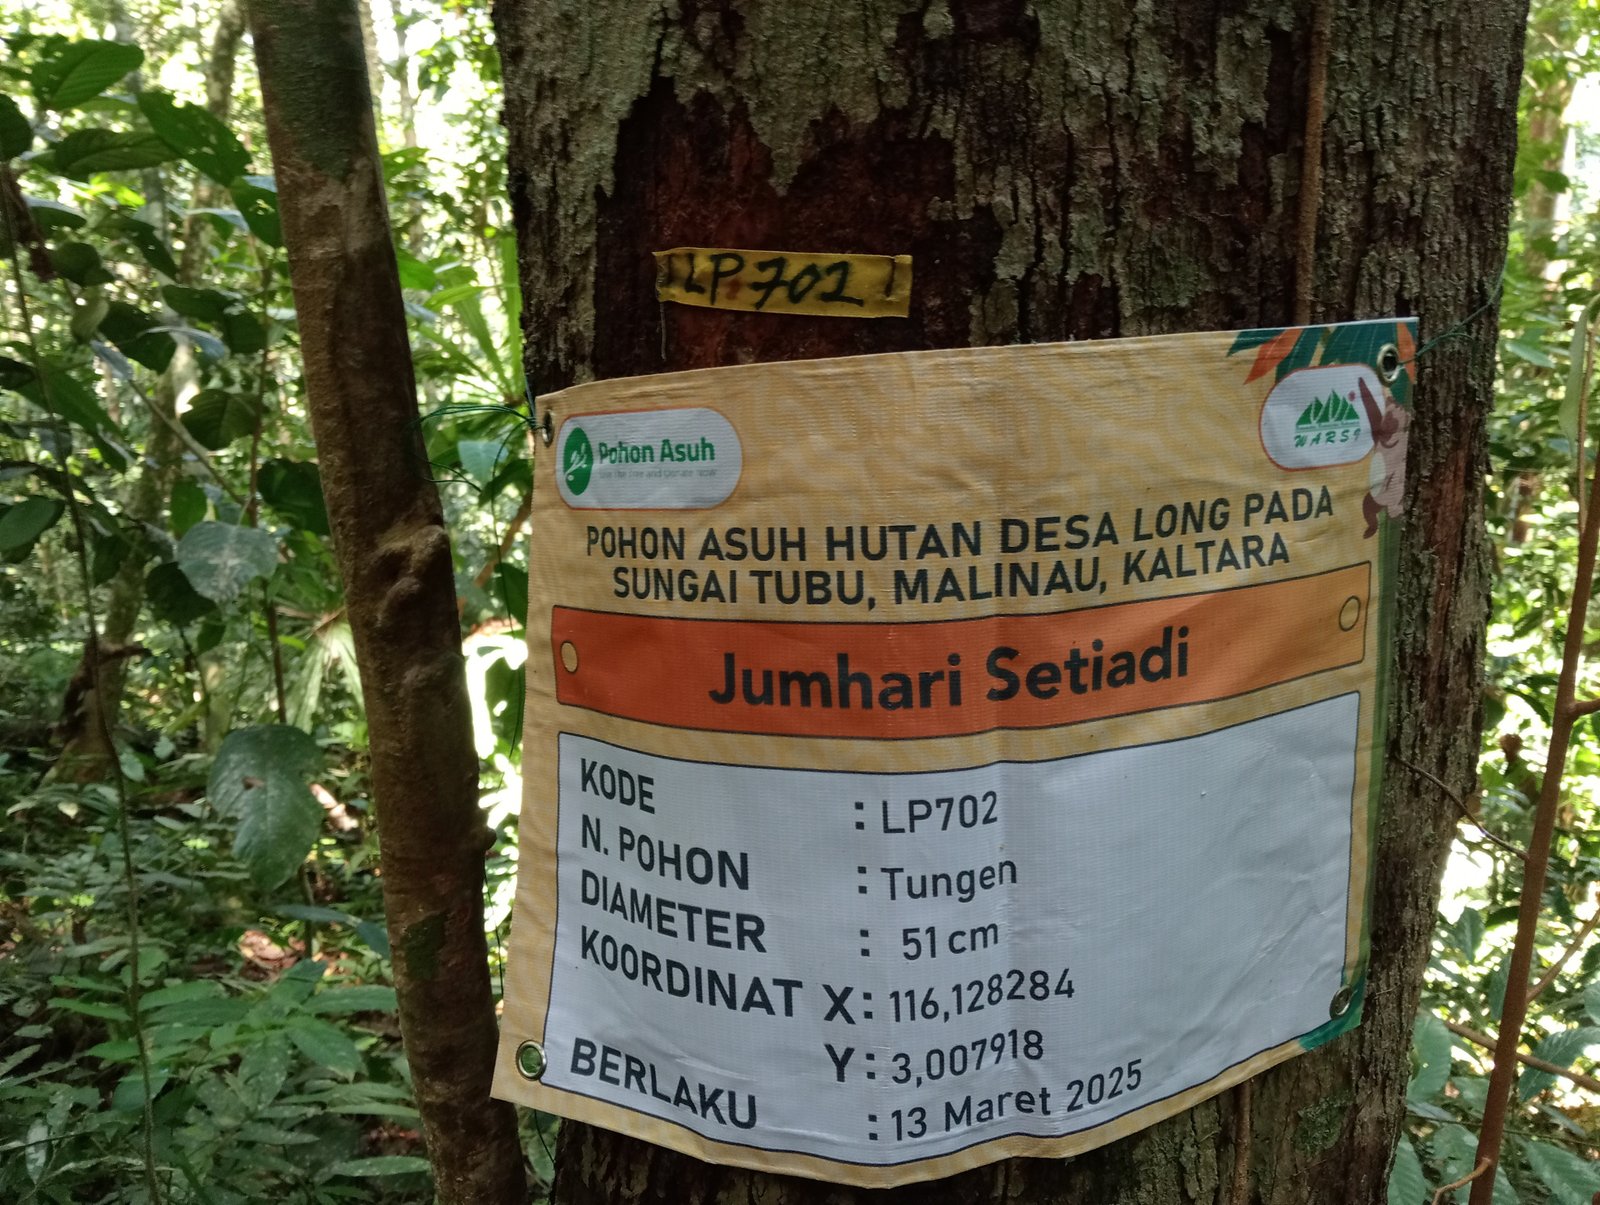 LP.702
Pohon Asuh
WARSI
POHON ASUH HUTAN DESA LONG PADA
SUNGAI TUBU, MALINAU, KALTARA
Jumhari Setiadi
KODE : LP702
N. POHON : Tungen
DIAMETER : 51 cm
KOORDINAT X : 116,128284
Y : 3,007918
BERLAKU : 13 Maret 2025